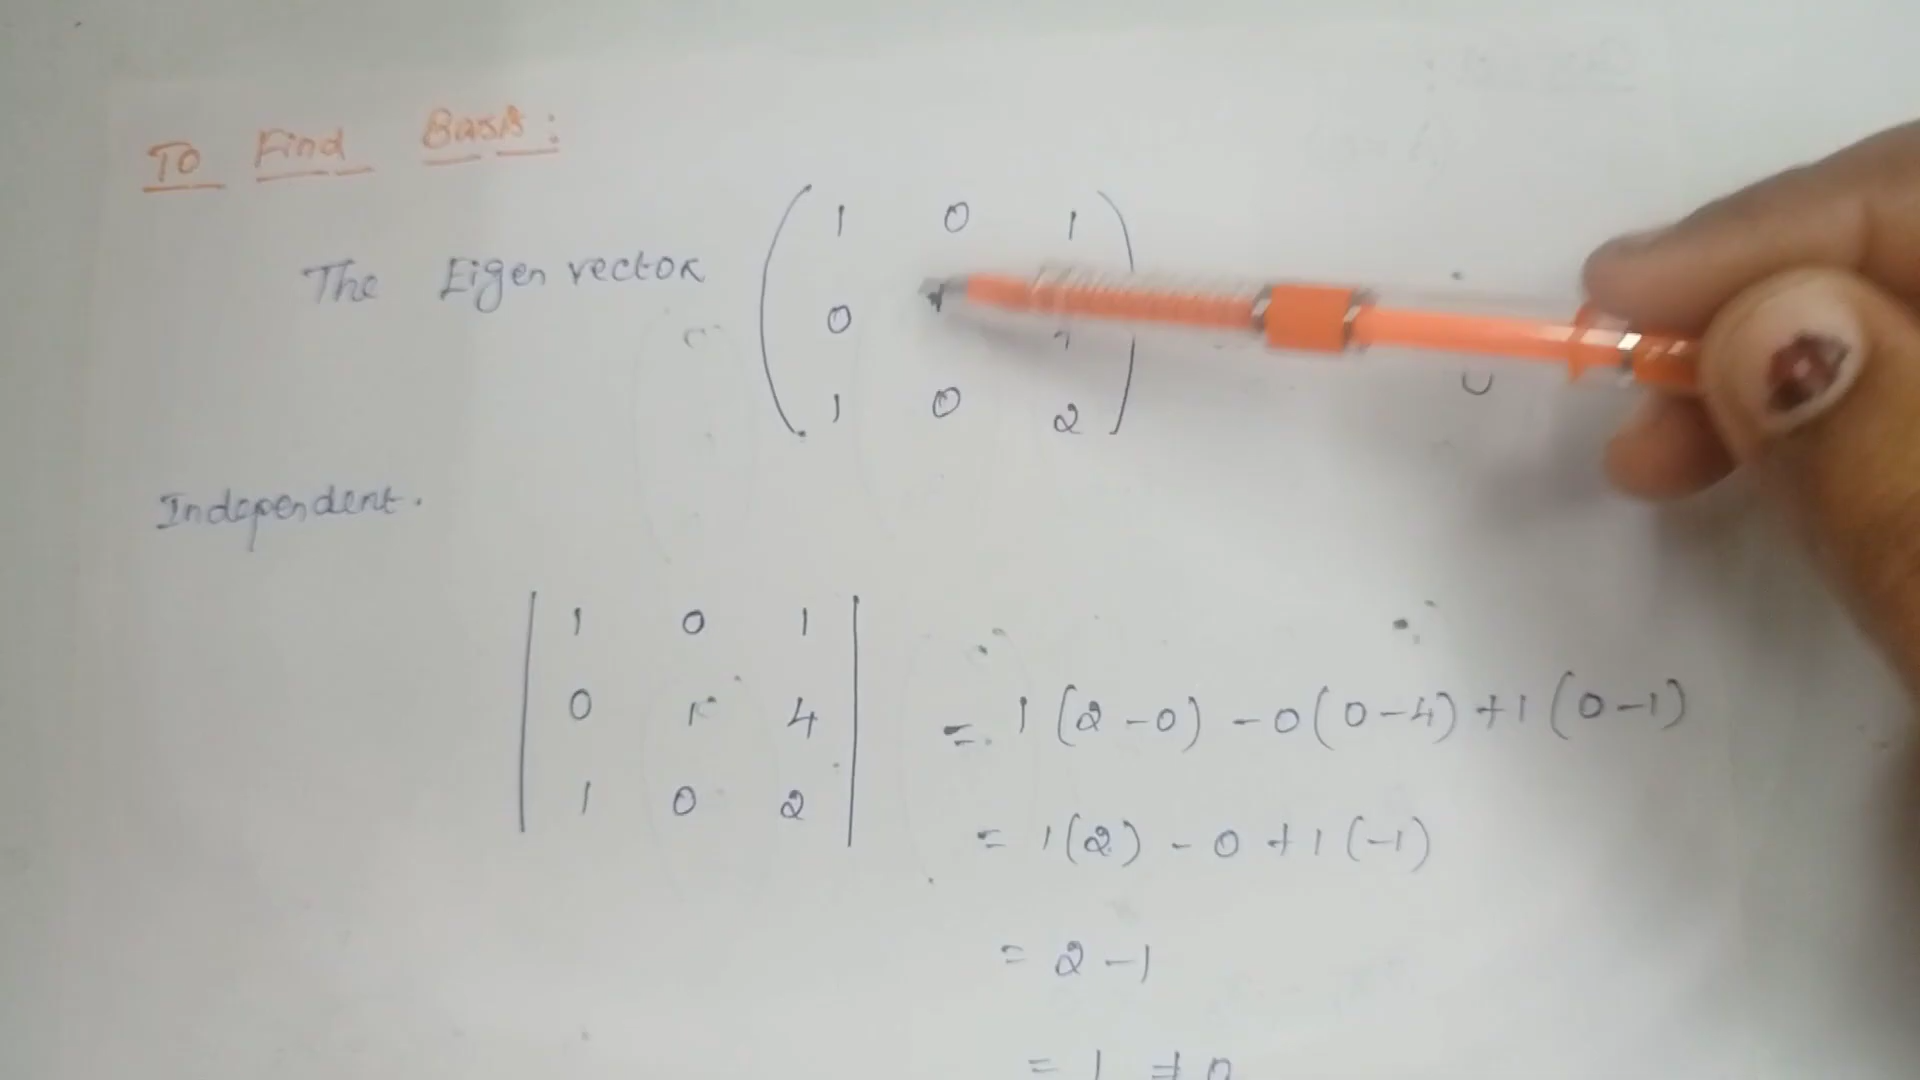 To Find Basis:
The Eigen vector
1 0 1
0
1 0 2
Independent.
1 0 1
0 1 4
1 0 2
= 1 (2-0) - 0(0-4) +1 (0-1)
= 1(2) - 0 + 1 (-1)
= 2 - 1
= 1 ≠ 0